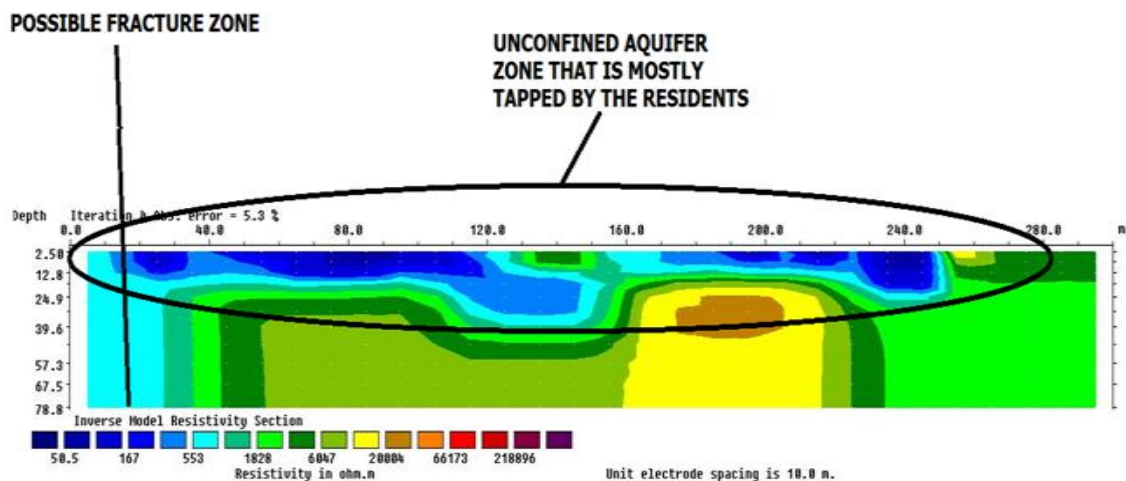 POSSIBLE FRACTURE ZONE
UNCONFINED AQUIFER
ZONE THAT IS MOSTLY
TAPPED BY THE RESIDENTS
Depth Iteration Abs. error = 5.3 %
0.0 40.0 80.0 120.0 160.0 200.0 240.0 280.0 m
2.50
12.8
24.9
39.6
57.3
67.5
78.8
Inverse Model Resistivity Section
50.5 167 553 1828 6047 20004 66173 218896
Resistivity in ohm.m
Unit electrode spacing is 10.0 m.